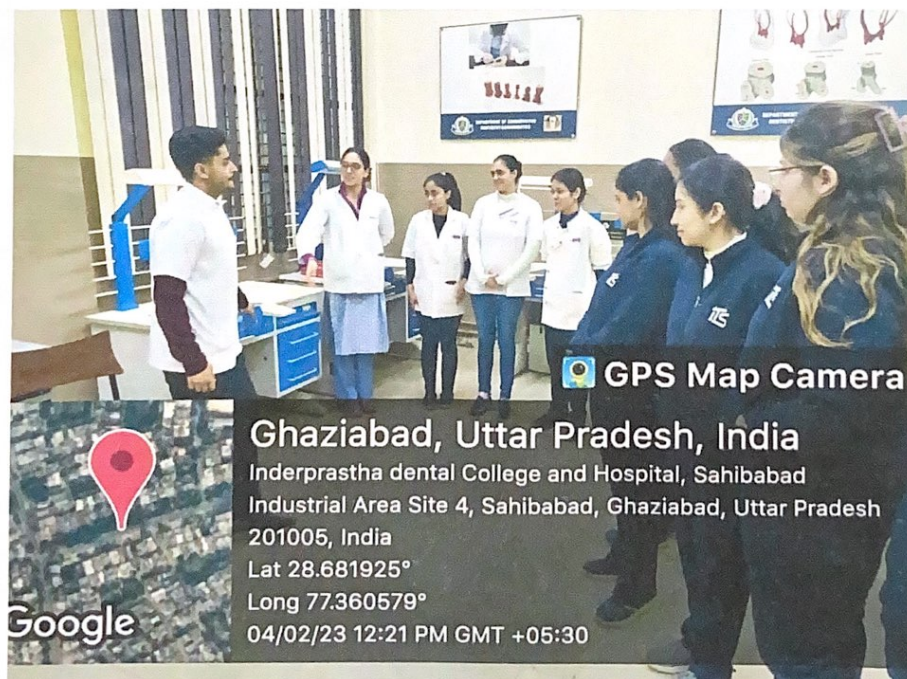 DEPARTMENT
ITS
GPS Map Camera
Ghaziabad, Uttar Pradesh, India
Inderprastha dental College and Hospital, Sahibabad
Industrial Area Site 4, Sahibabad, Ghaziabad, Uttar Pradesh
201005, India
Lat 28.681925°
Long 77.360579°
04/02/23 12:21 PM GMT +05:30
Google